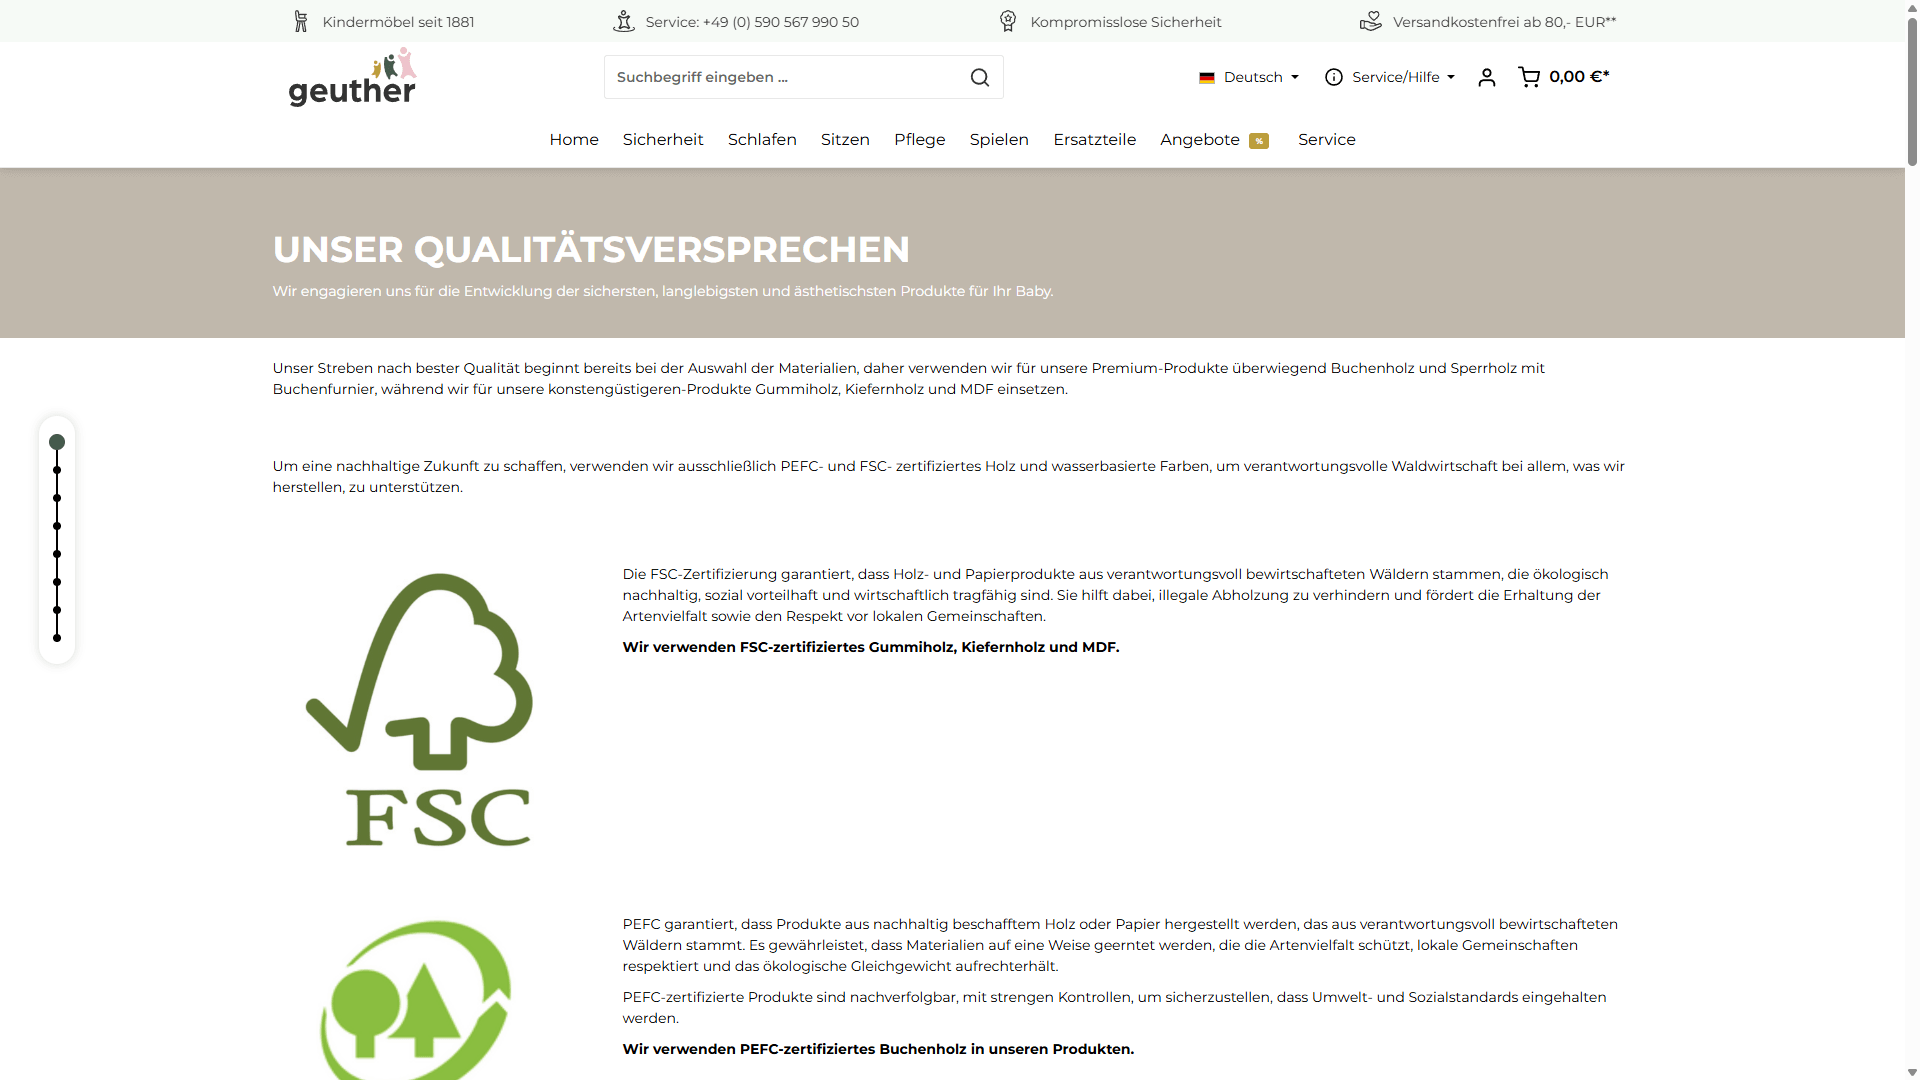 Kindermöbel seit 1881
Service: +49 (0) 590 567 990 50
Kompromisslose Sicherheit
Versandkostenfrei ab 80,- EUR**
geuther
Suchbegriff eingeben ...
Deutsch
Service/Hilfe
0,00 €*
Home
Sicherheit
Schlafen
Sitzen
Pflege
Spielen
Ersatzteile
Angebote %
Service
UNSER QUALITÄTSVERSPRECHEN
Wir engagieren uns für die Entwicklung der sichersten, langlebigsten und ästhetischsten Produkte für Ihr Baby.
Unser Streben nach bester Qualität beginnt bereits bei der Auswahl der Materialien, daher verwenden wir für unsere Premium-Produkte überwiegend Buchenholz und Sperrholz mit
Buchenfurnier, während wir für unsere konstengüstigeren-Produkte Gummiholz, Kiefernholz und MDF einsetzen.
Um eine nachhaltige Zukunft zu schaffen, verwenden wir ausschließlich PEFC- und FSC- zertifiziertes Holz und wasserbasierte Farben, um verantwortungsvolle Waldwirtschaft bei allem, was wir
herstellen, zu unterstützen.
FSC
Die FSC-Zertifizierung garantiert, dass Holz- und Papierprodukte aus verantwortungsvoll bewirtschafteten Wäldern stammen, die ökologisch
nachhaltig, sozial vorteilhaft und wirtschaftlich tragfähig sind. Sie hilft dabei, illegale Abholzung zu verhindern und fördert die Erhaltung der
Artenvielfalt sowie den Respekt vor lokalen Gemeinschaften.
Wir verwenden FSC-zertifiziertes Gummiholz, Kiefernholz und MDF.
PEFC garantiert, dass Produkte aus nachhaltig beschafftem Holz oder Papier hergestellt werden, das aus verantwortungsvoll bewirtschafteten
Wäldern stammt. Es gewährleistet, dass Materialien auf eine Weise geerntet werden, die die Artenvielfalt schützt, lokale Gemeinschaften
respektiert und das ökologische Gleichgewicht aufrechterhält.
PEFC-zertifizierte Produkte sind nachverfolgbar, mit strengen Kontrollen, um sicherzustellen, dass Umwelt- und Sozialstandards eingehalten
werden.
Wir verwenden PEFC-zertifiziertes Buchenholz in unseren Produkten.